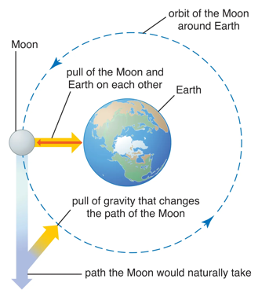 orbit of the Moon
around Earth
Moon
pull of the Moon and
Earth on each other
Earth
pull of gravity that changes
the path of the Moon
path the Moon would naturally take